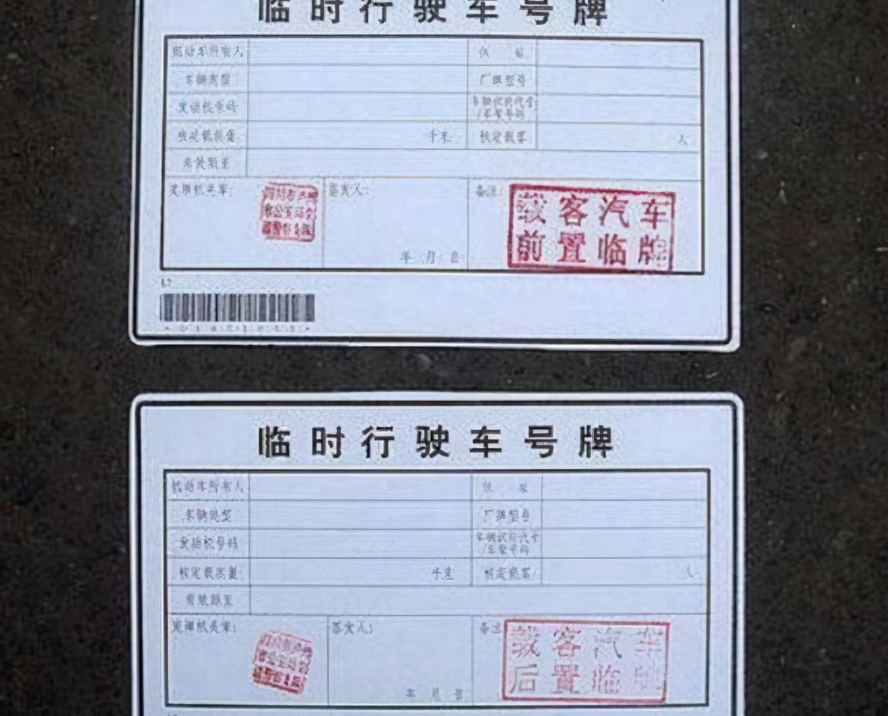 临时行驶车号牌
机动车所有人
车辆类型
厂牌型号
发动机号码
车辆识别代号
/车架号码
核定载质量 千克 核定载客 人
有效期至
发牌机关章: 签发人: 备注:
载客汽车
前置临牌
年 月 日
临时行驶车号牌
机动车所有人
车辆类型 厂牌型号
发动机号码
车辆识别代号
/车架号码
核定载质量 千克 核定载客 人
有效期至
发牌机关章: 签发人: 备注:
载客汽车
后置临牌
年 月 日